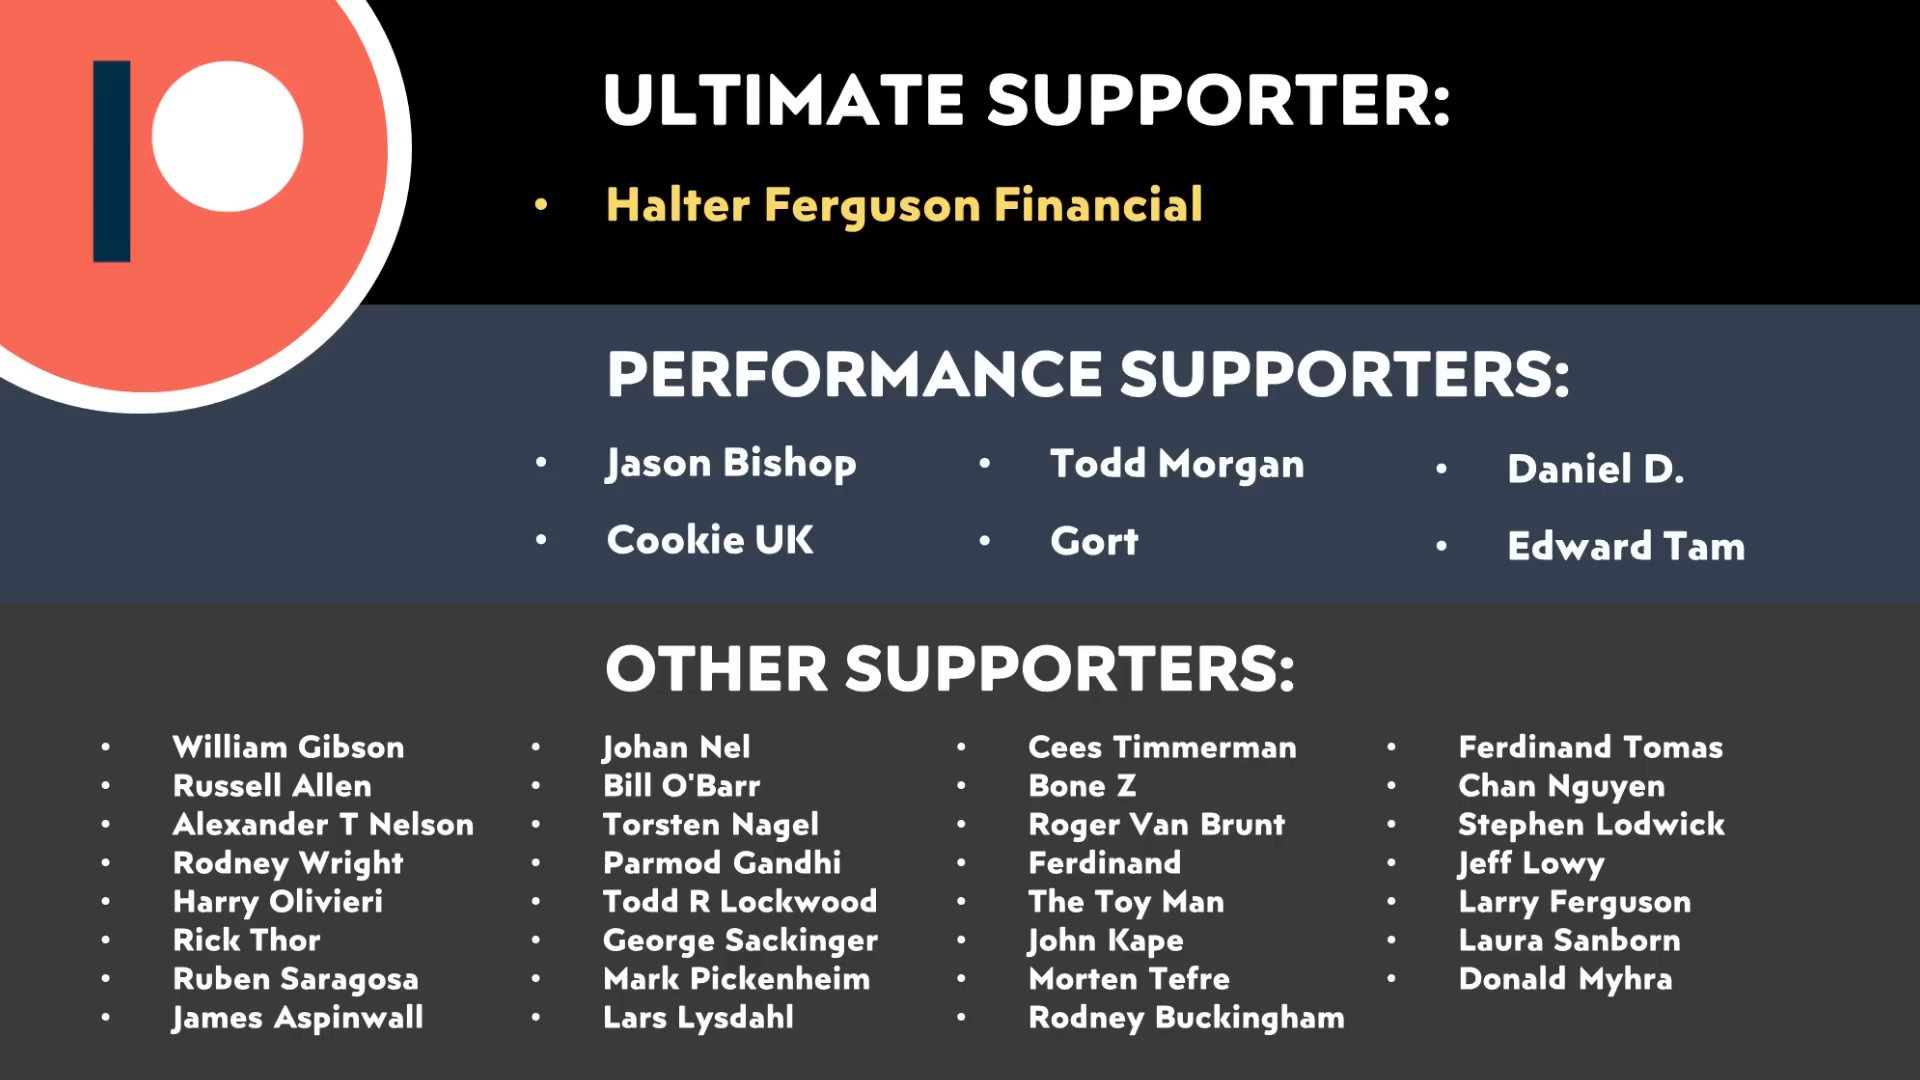 ULTIMATE SUPPORTER:
• Halter Ferguson Financial
PERFORMANCE SUPPORTERS:
• Jason Bishop
• Cookie UK
• Todd Morgan
• Gort
• Daniel D.
• Edward Tam
OTHER SUPPORTERS:
• William Gibson
• Russell Allen
• Alexander T Nelson
• Rodney Wright
• Harry Olivieri
• Rick Thor
• Ruben Saragosa
• James Aspinwall
• Johan Nel
• Bill O'Barr
• Torsten Nagel
• Parmod Gandhi
• Todd R Lockwood
• George Sackinger
• Mark Pickenheim
• Lars Lysdahl
• Cees Timmerman
• Bone Z
• Roger Van Brunt
• Ferdinand
• The Toy Man
• John Kape
• Morten Tefre
• Rodney Buckingham
• Ferdinand Tomas
• Chan Nguyen
• Stephen Lodwick
• Jeff Lowy
• Larry Ferguson
• Laura Sanborn
• Donald Myhra